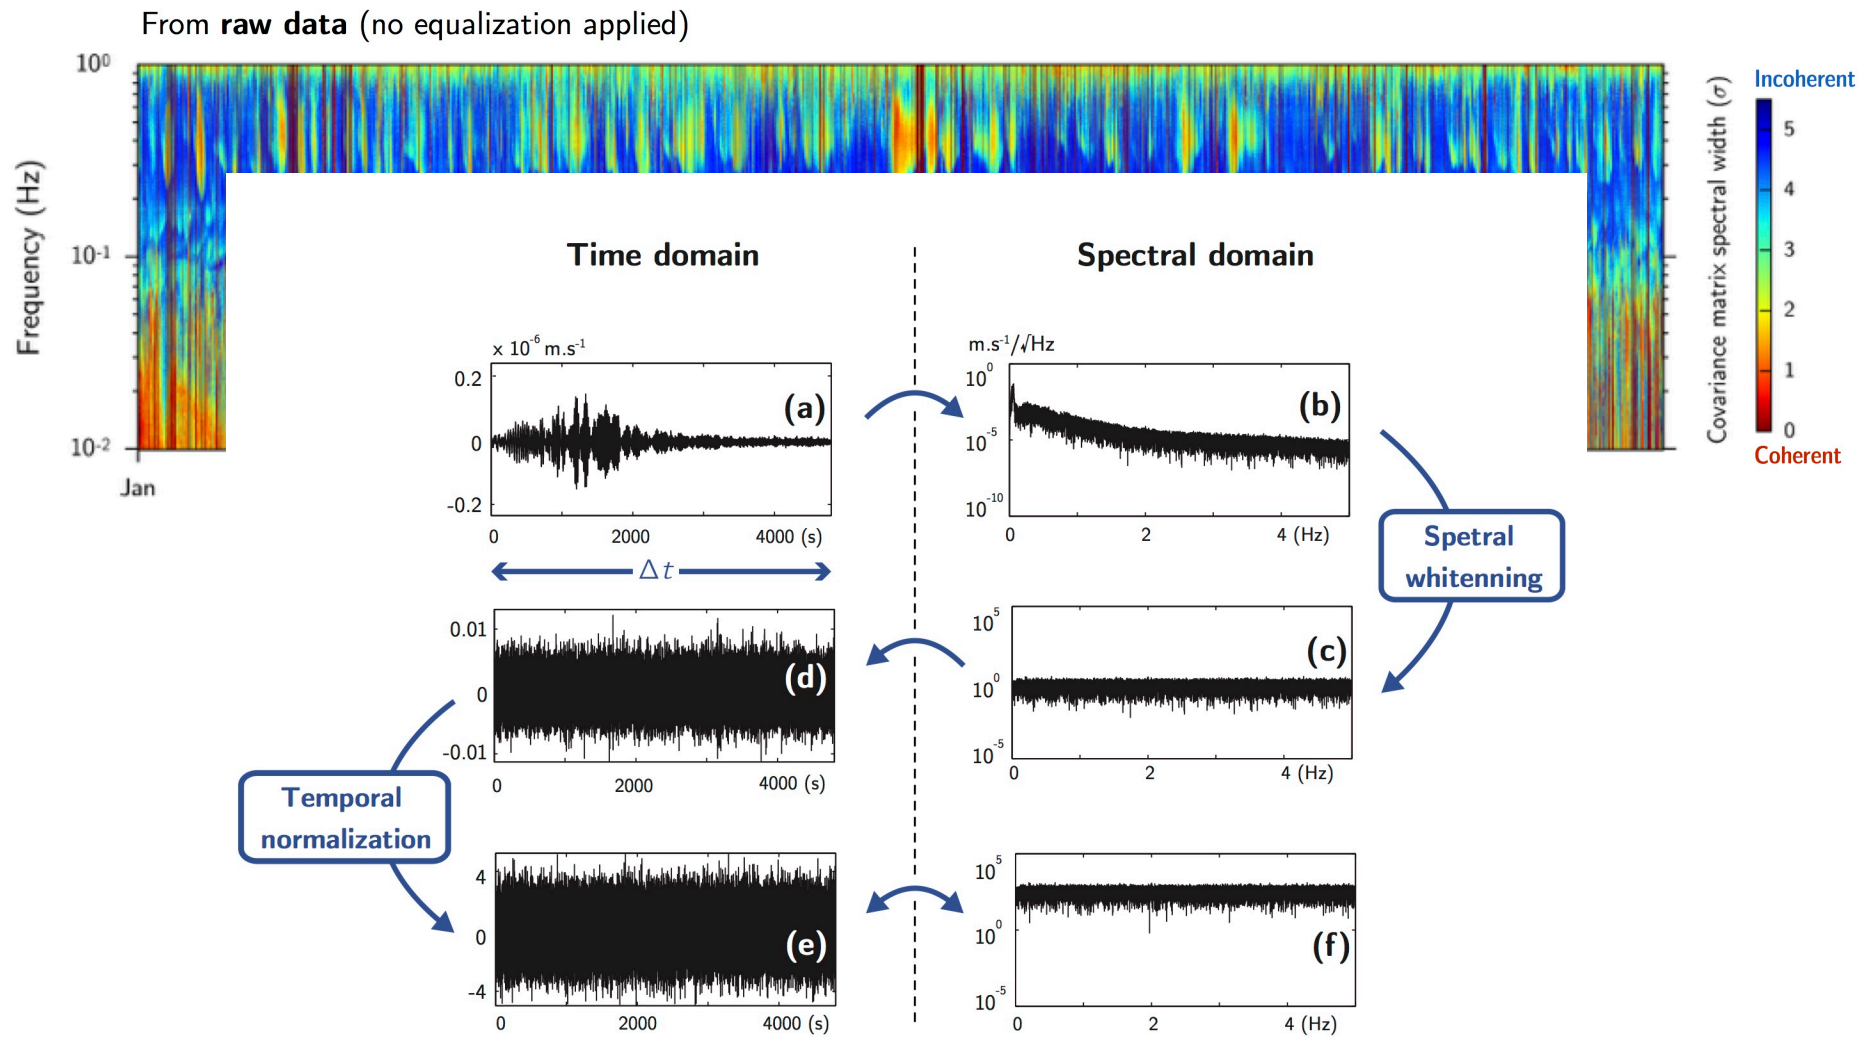 From raw data (no equalization applied)
Frequency (Hz)
10⁰
10⁻¹
10⁻²
Jan
Covariance matrix spectral width (σ)
Incoherent
5
4
3
2
1
0
Coherent
Time domain
Spectral domain
x 10⁻⁶ m.s⁻¹
0.2
0
-0.2
(a)
0 2000 4000 (s)
Δt
m.s⁻¹/√Hz
10⁰
10⁻⁵
10⁻¹⁰
(b)
0 2 4 (Hz)
Spetral
whitenning
0.01
0
-0.01
(d)
0 2000 4000 (s)
10⁵
10⁰
10⁻⁵
(c)
0 2 4 (Hz)
Temporal
normalization
4
0
-4
(e)
0 2000 4000 (s)
10⁵
10⁰
10⁻⁵
(f)
0 2 4 (Hz)